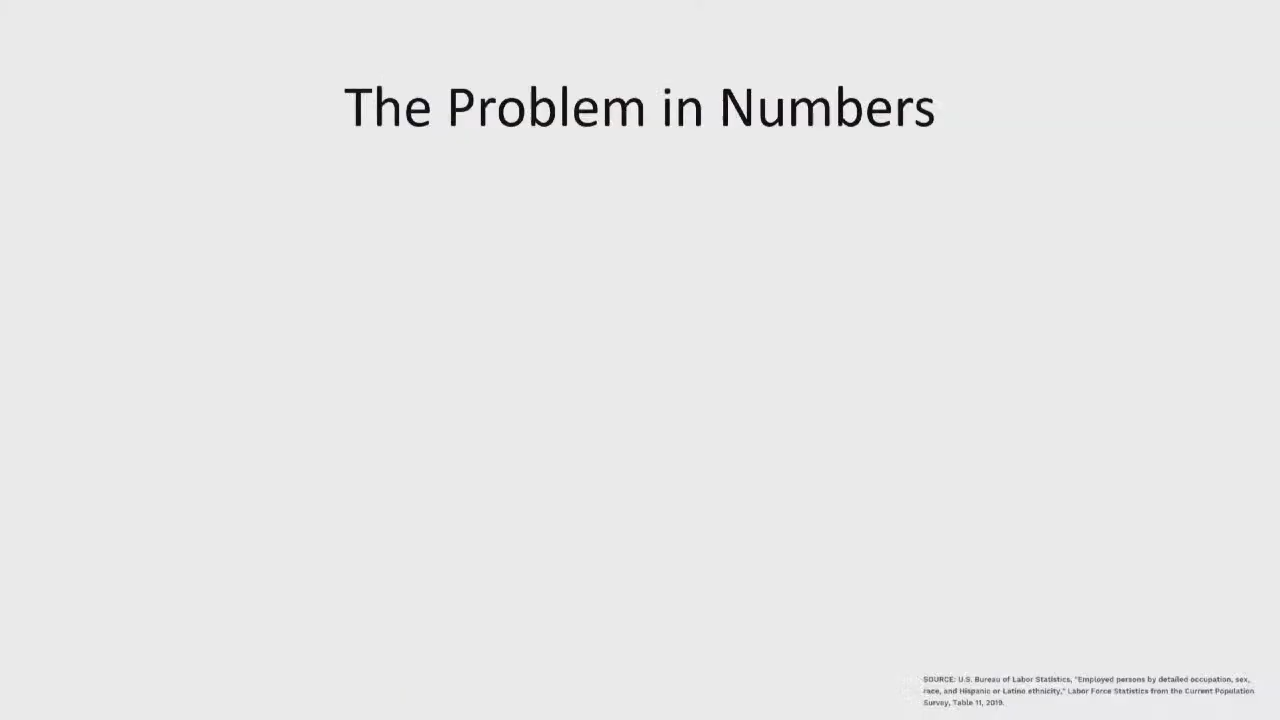 The Problem in Numbers
SOURCE: U.S. Bureau of Labor Statistics, "Employed persons by detailed occupation, sex,
race, and Hispanic or Latino ethnicity," Labor Force Statistics from the Current Population
Survey, Table 11, 2019.